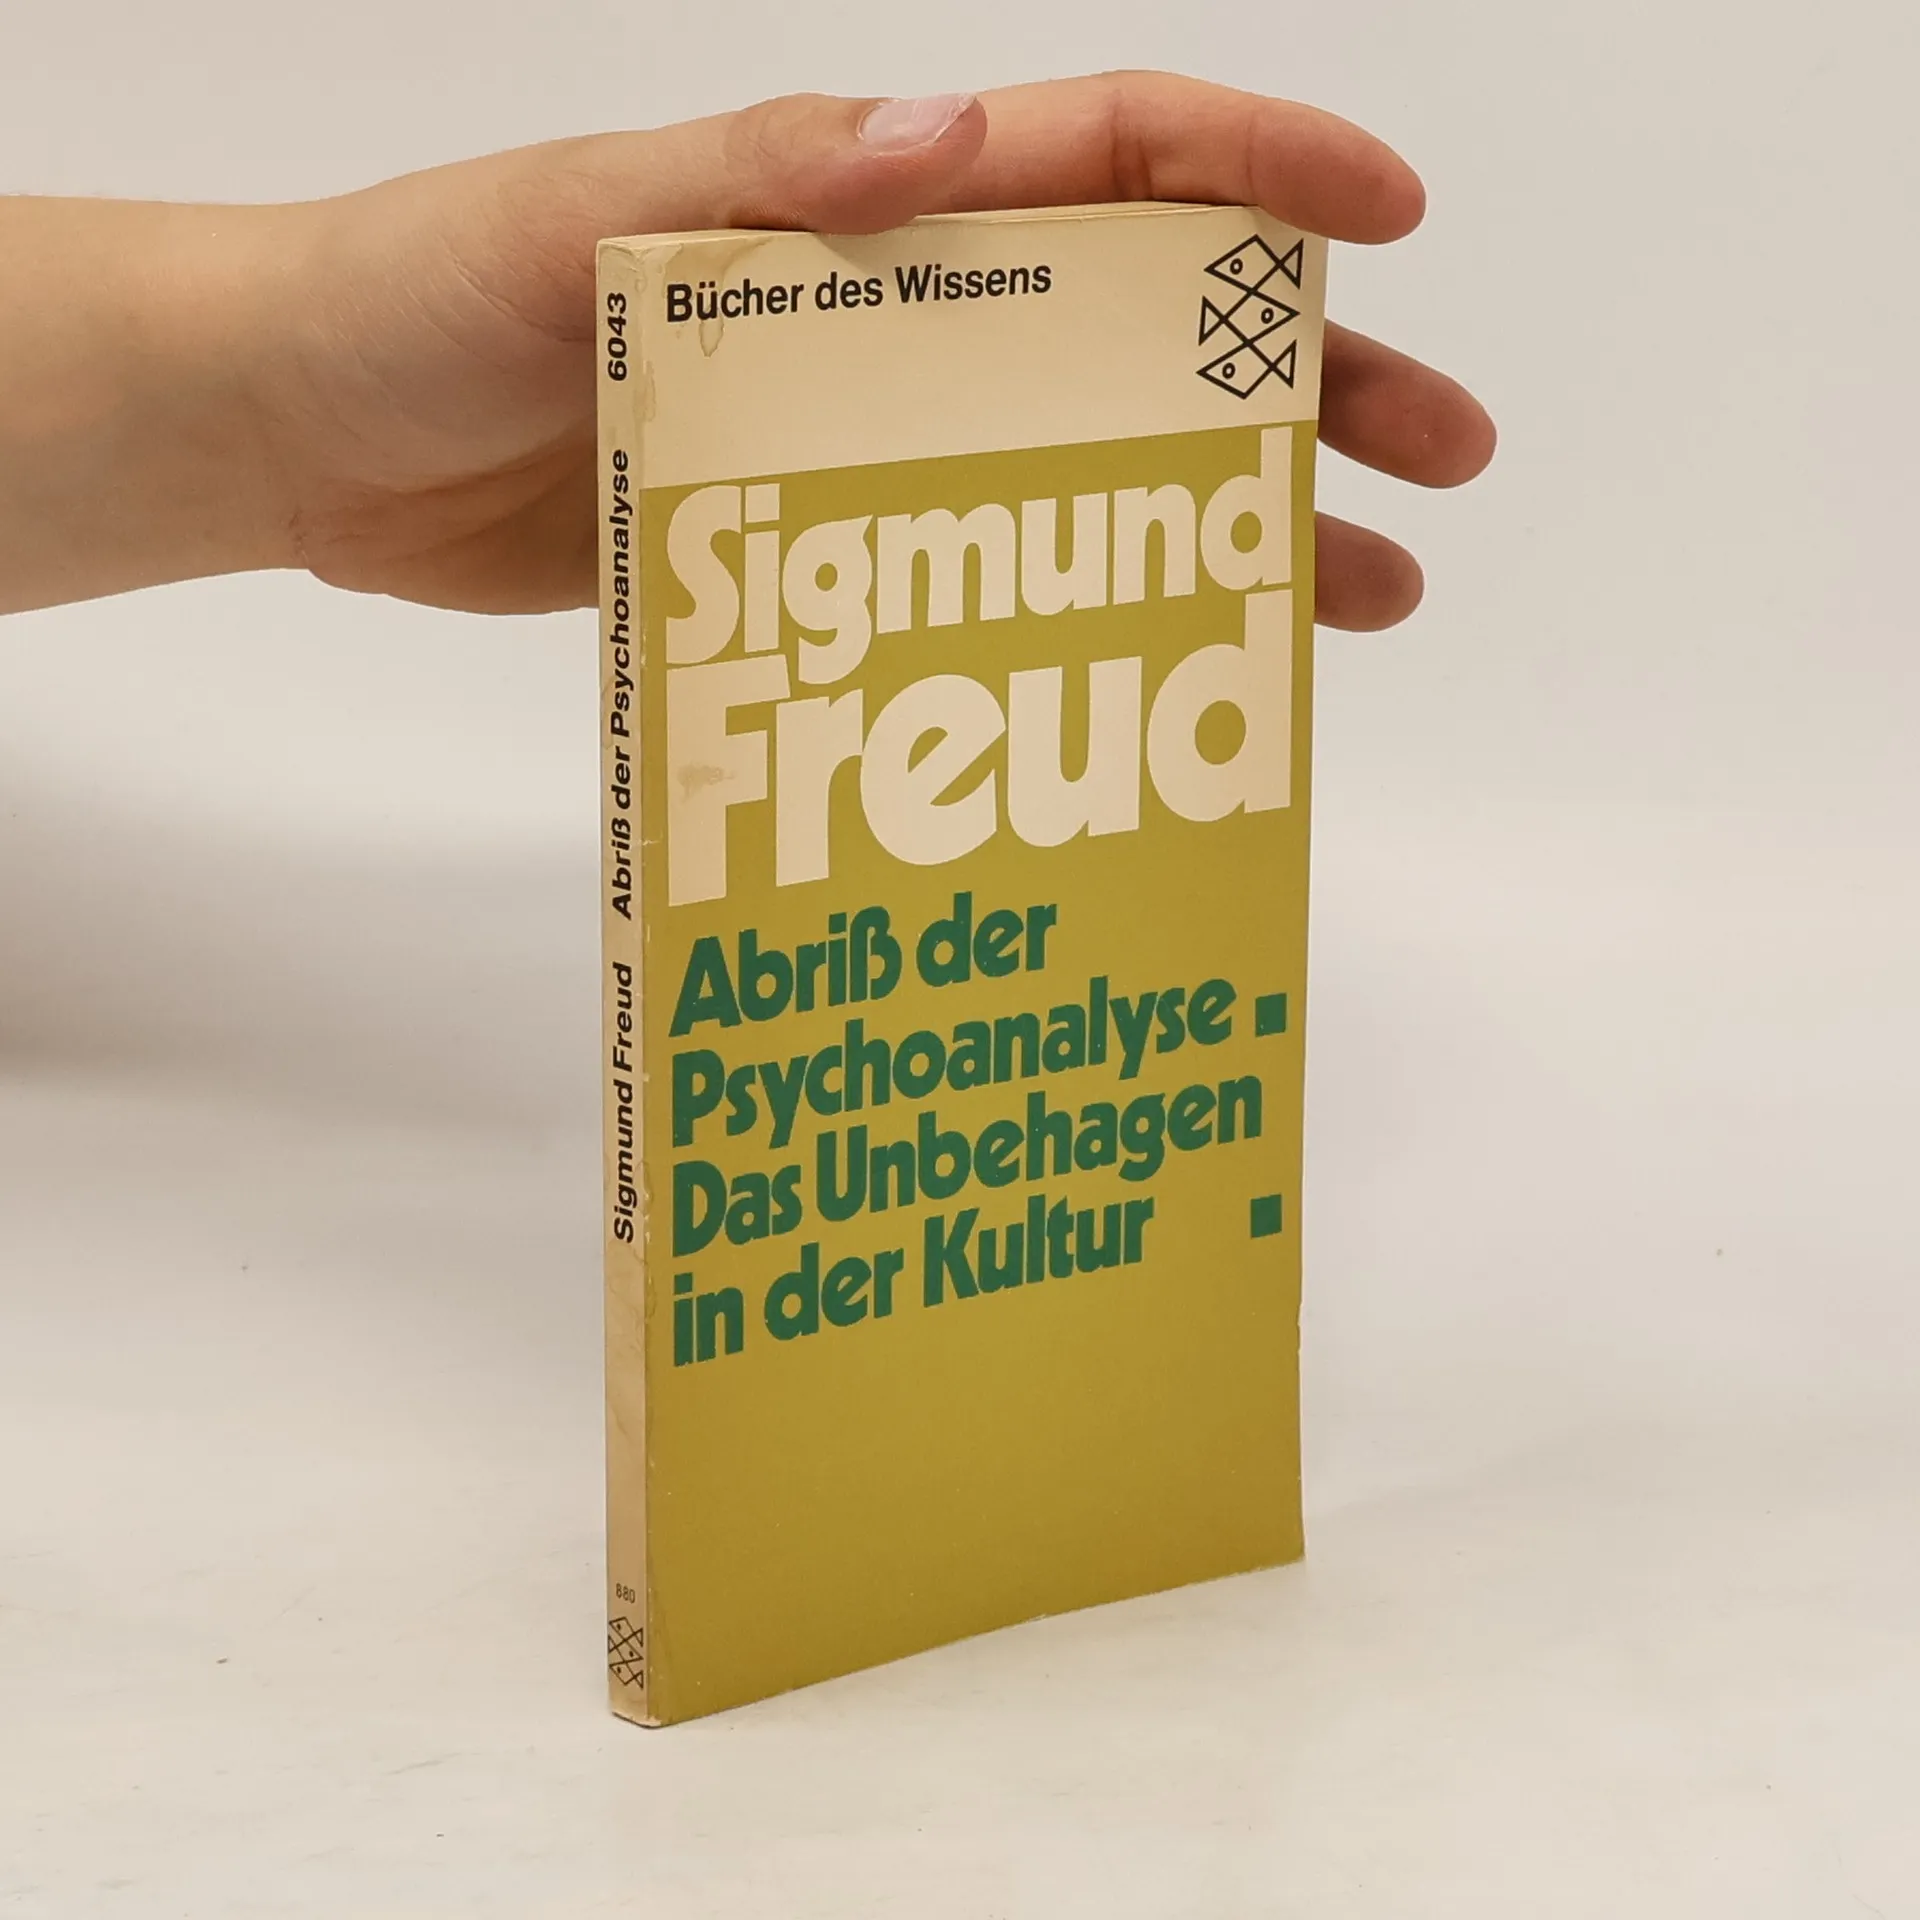 Bücher des Wissens
Sigmund
Freud
Abriß der
Psychoanalyse ■
Das Unbehagen
in der Kultur ■
Sigmund Freud Abriß der Psychoanalyse 6043
880